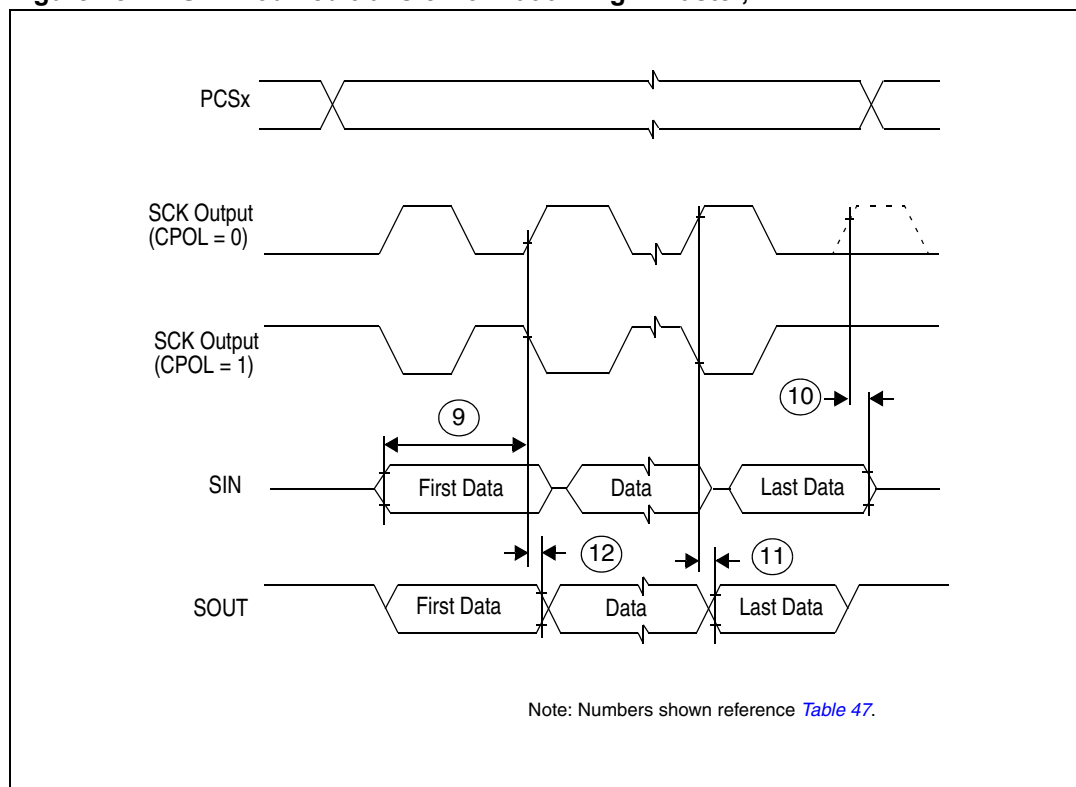 PCSx
SCK Output
(CPOL = 0)
SCK Output
(CPOL = 1)
10
9
SIN
First Data
Data
Last Data
12
11
SOUT
First Data
Data
Last Data
Note: Numbers shown reference Table 47.